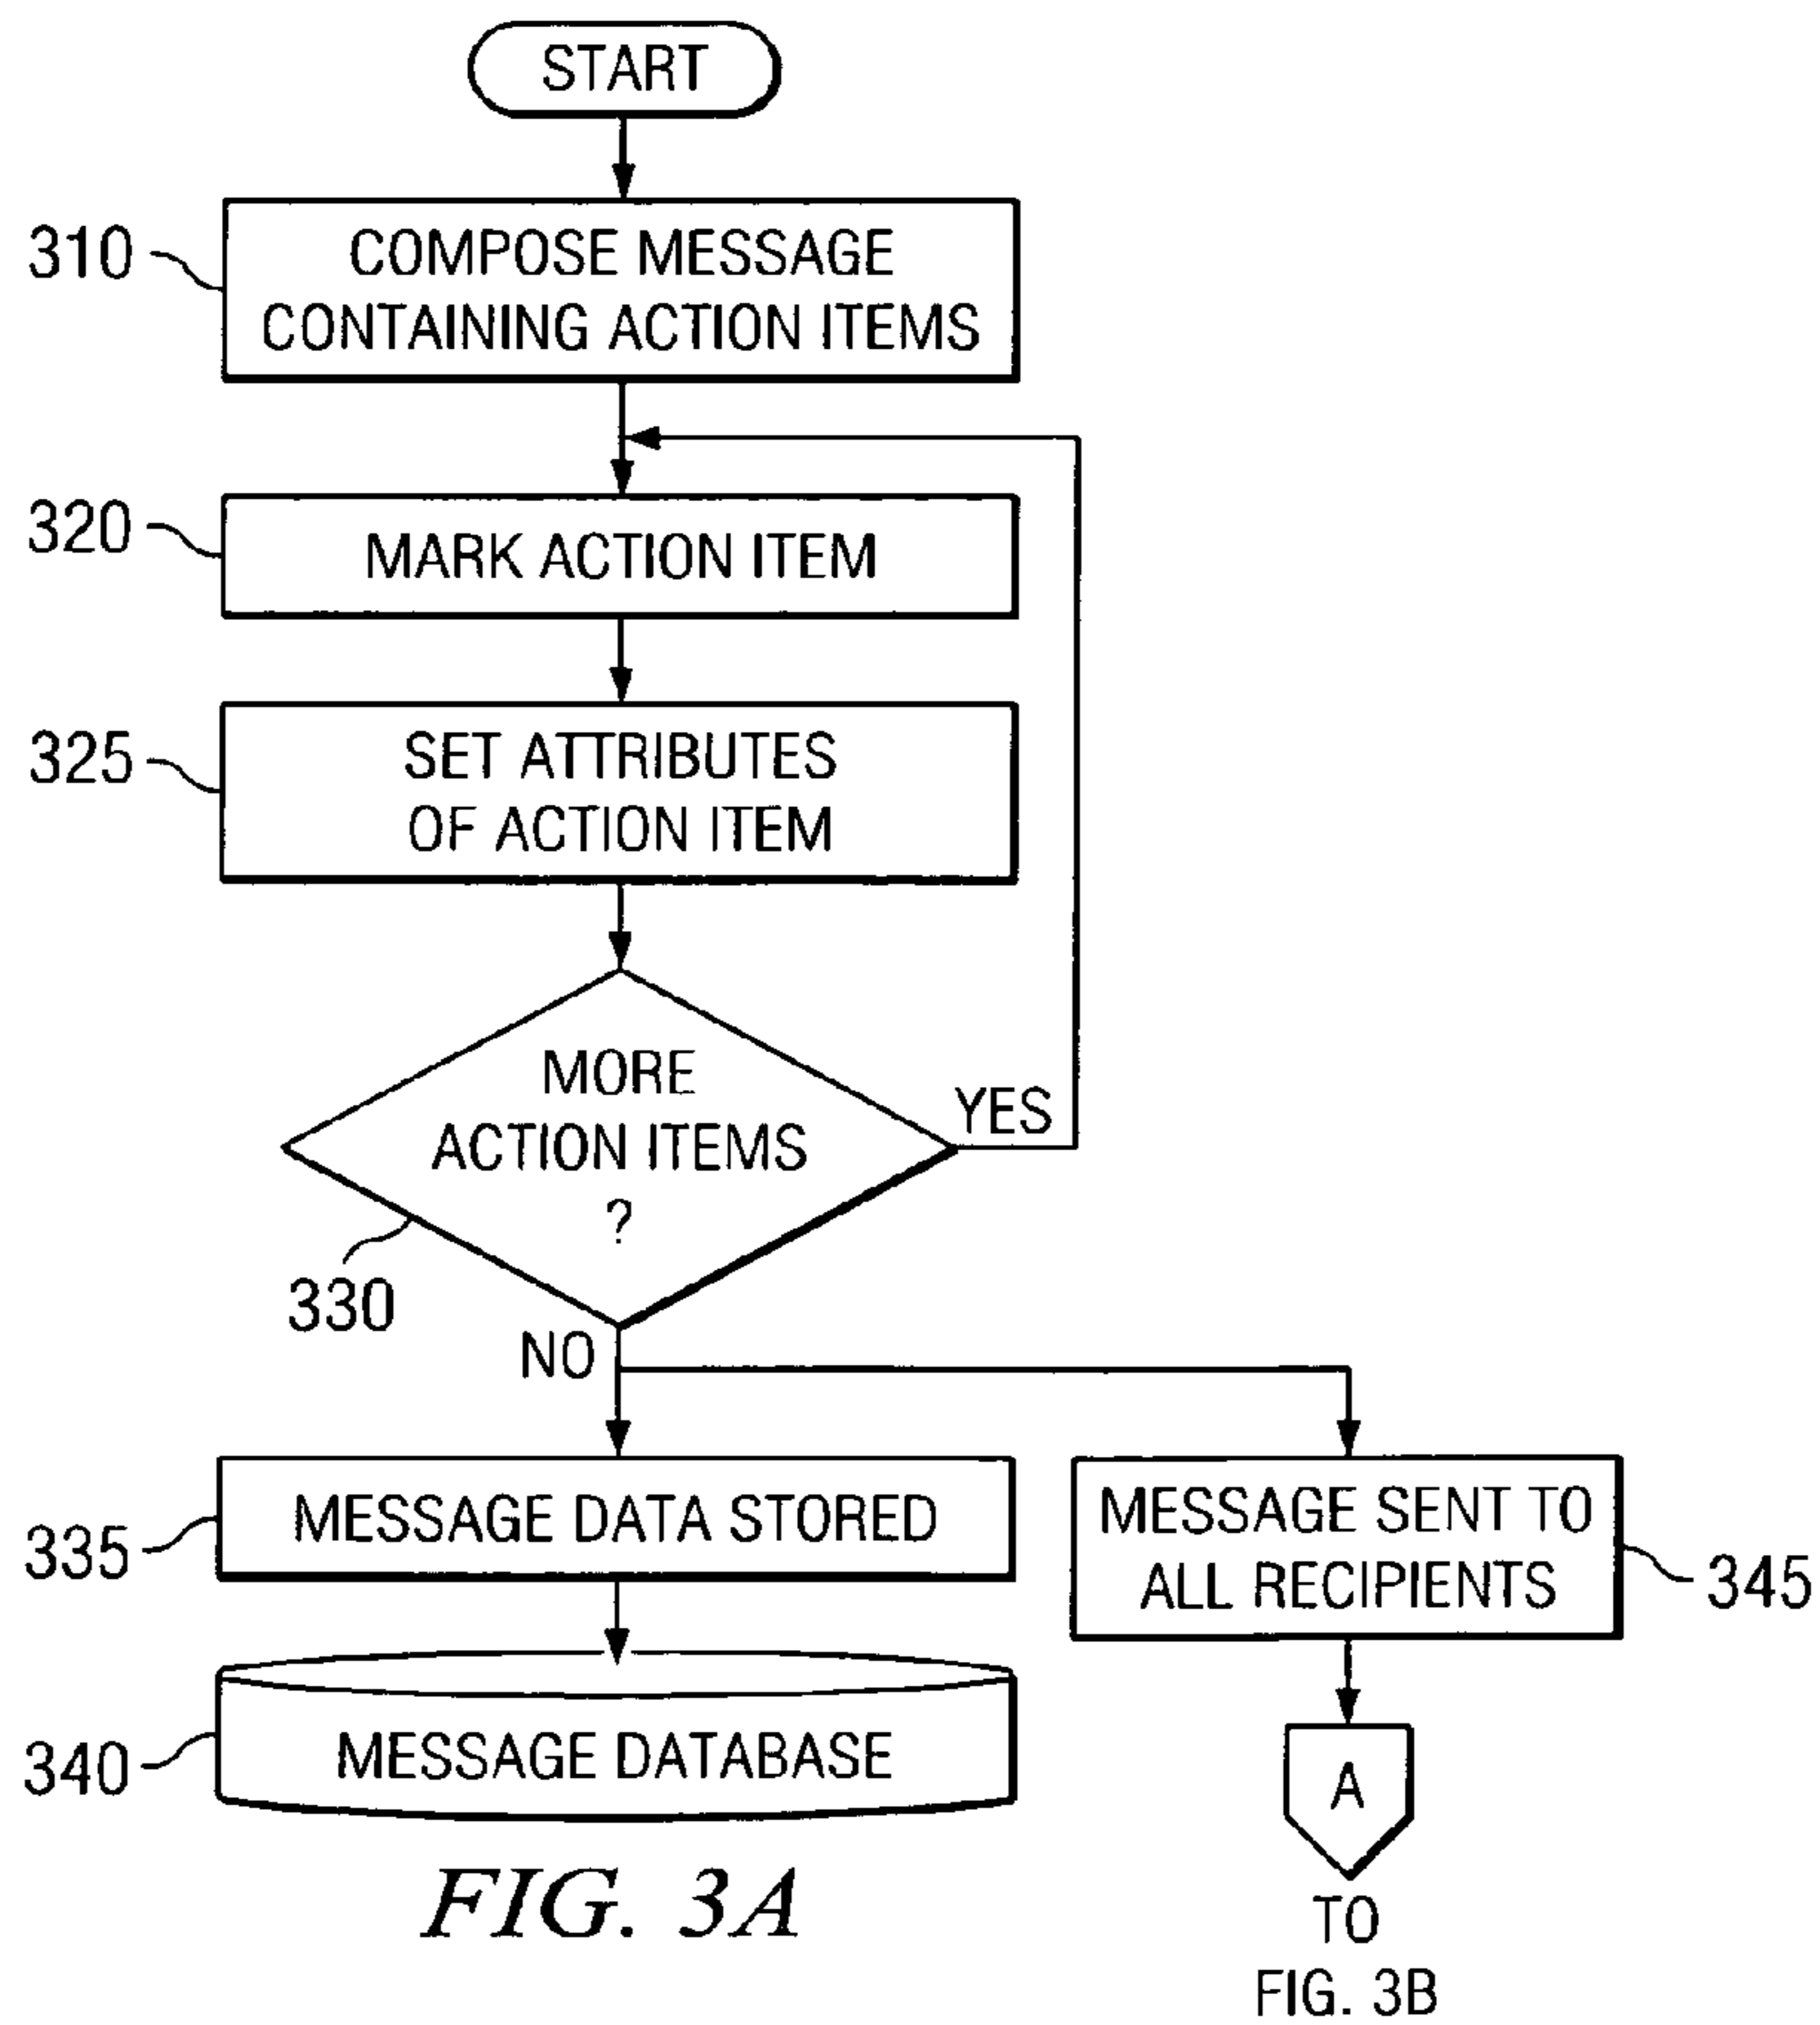 START
310
COMPOSE MESSAGE
CONTAINING ACTION ITEMS
320
MARK ACTION ITEM
325
SET ATTRIBUTES
OF ACTION ITEM
MORE
ACTION ITEMS
?
YES
330
NO
335
MESSAGE DATA STORED
MESSAGE SENT TO
ALL RECIPIENTS
345
340
MESSAGE DATABASE
A
TO
FIG. 3B
FIG. 3A